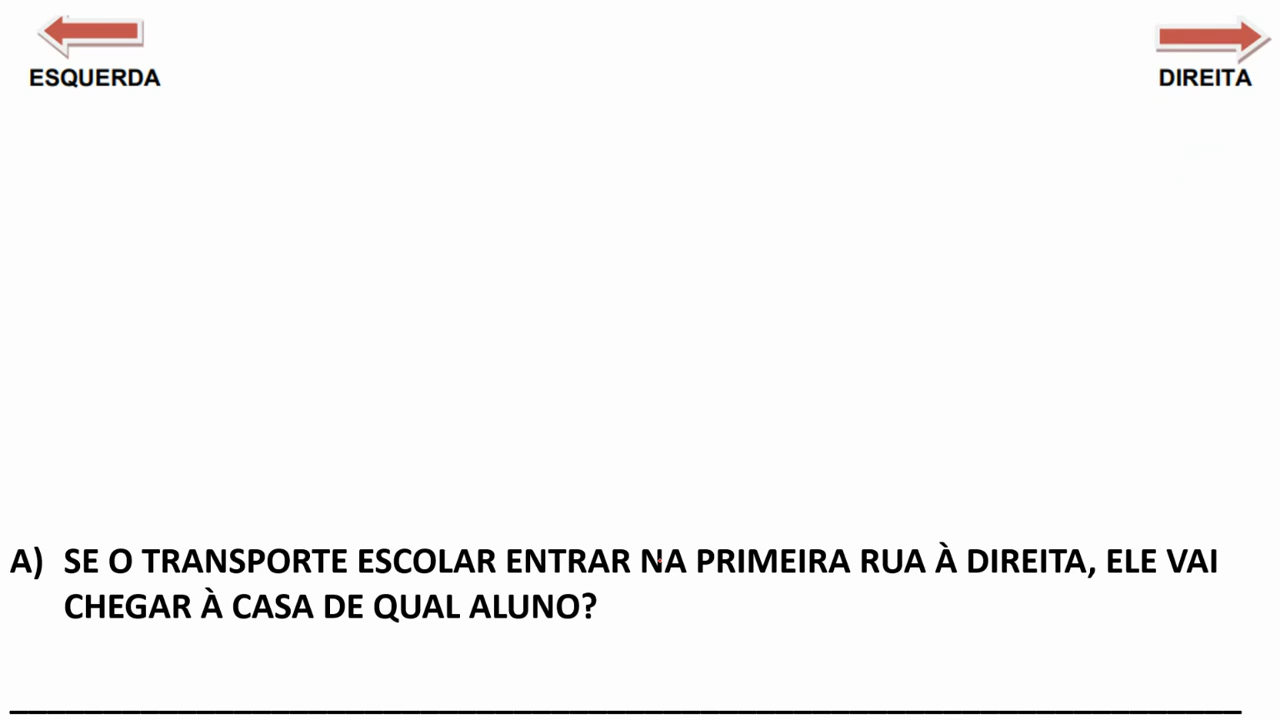 ESQUERDA
DIREITA
A) SE O TRANSPORTE ESCOLAR ENTRAR NA PRIMEIRA RUA À DIREITA, ELE VAI
CHEGAR À CASA DE QUAL ALUNO?